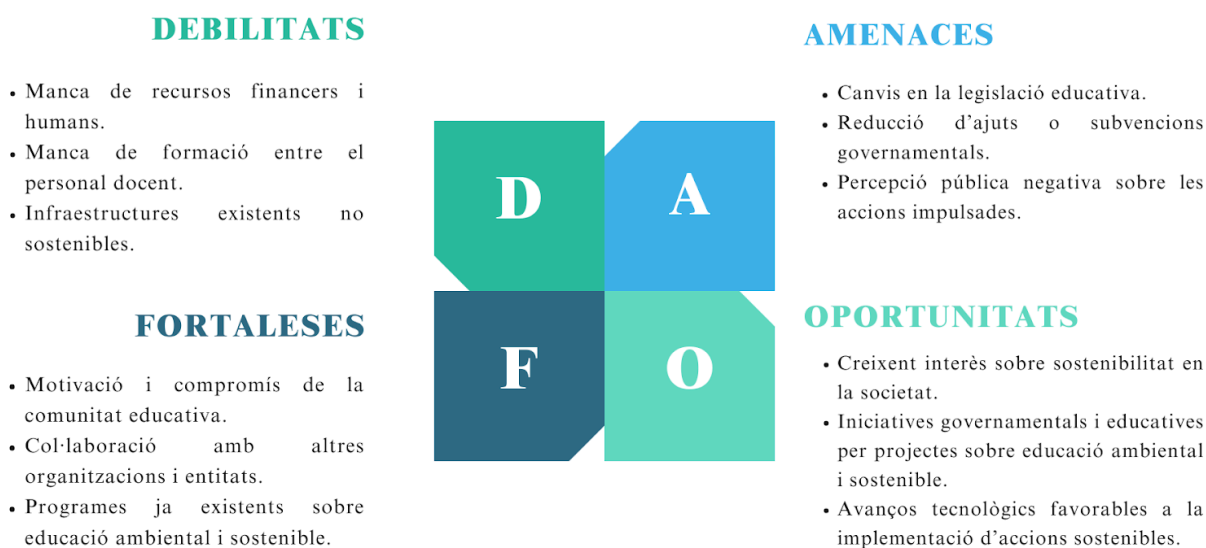 DEBILITATS
• Manca de recursos financers i
humans.
• Manca de formació entre el
personal docent.
• Infraestructures existents no
sostenibles.
AMENACES
• Canvis en la legislació educativa.
• Reducció d’ajuts o subvencions
governamentals.
• Percepció pública negativa sobre les
accions impulsades.
D
A
F
O
FORTALESES
• Motivació i compromís de la
comunitat educativa.
• Col·laboració amb altres
organitzacions i entitats.
• Programes ja existents sobre
educació ambiental i sostenible.
OPORTUNITATS
• Creixent interès sobre sostenibilitat en
la societat.
• Iniciatives governamentals i educatives
per projectes sobre educació ambiental
i sostenible.
• Avanços tecnològics favorables a la
implementació d’accions sostenibles.